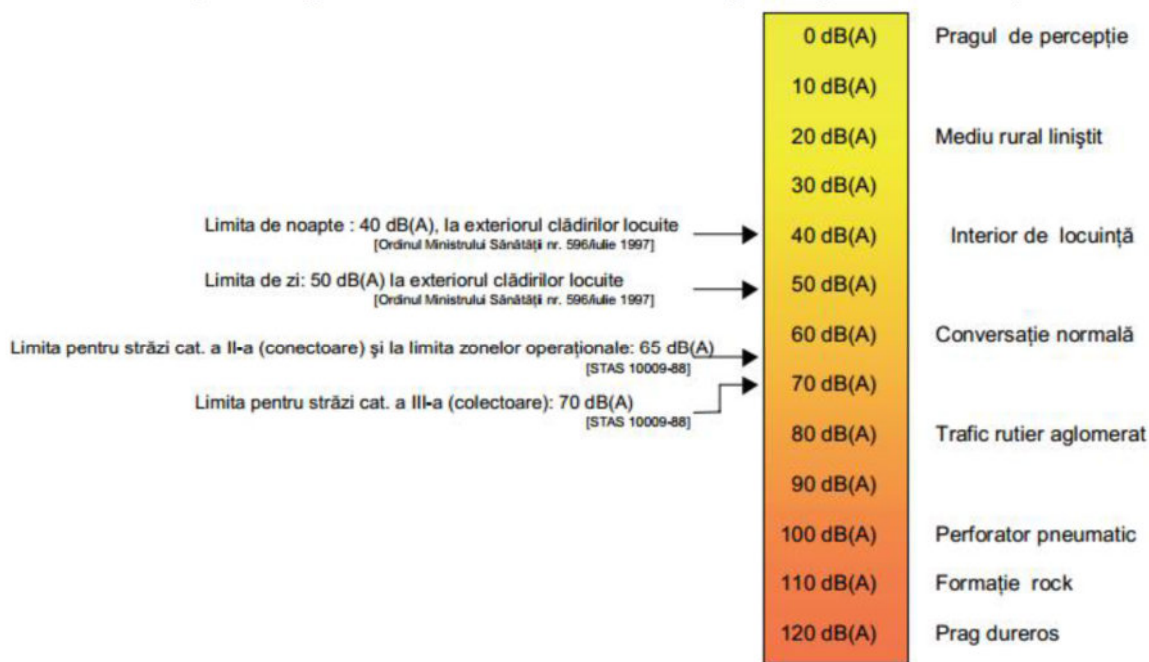 0 dB(A) Pragul de percepție
10 dB(A)
20 dB(A) Mediu rural liniștit
30 dB(A)
Limita de noapte : 40 dB(A), la exteriorul clădirilor locuite
[Ordinul Ministrului Sănătății nr. 596/iulie 1997]
40 dB(A) Interior de locuință
Limita de zi: 50 dB(A) la exteriorul clădirilor locuite
[Ordinul Ministrului Sănătății nr. 596/iulie 1997]
50 dB(A)
60 dB(A) Conversație normală
Limita pentru străzi cat. a II-a (conectoare) și la limita zonelor operaționale: 65 dB(A)
[STAS 10009-88]
70 dB(A)
Limita pentru străzi cat. a III-a (colectoare): 70 dB(A)
[STAS 10009-88]
80 dB(A) Trafic rutier aglomerat
90 dB(A)
100 dB(A) Perforator pneumatic
110 dB(A) Formație rock
120 dB(A) Prag dureros